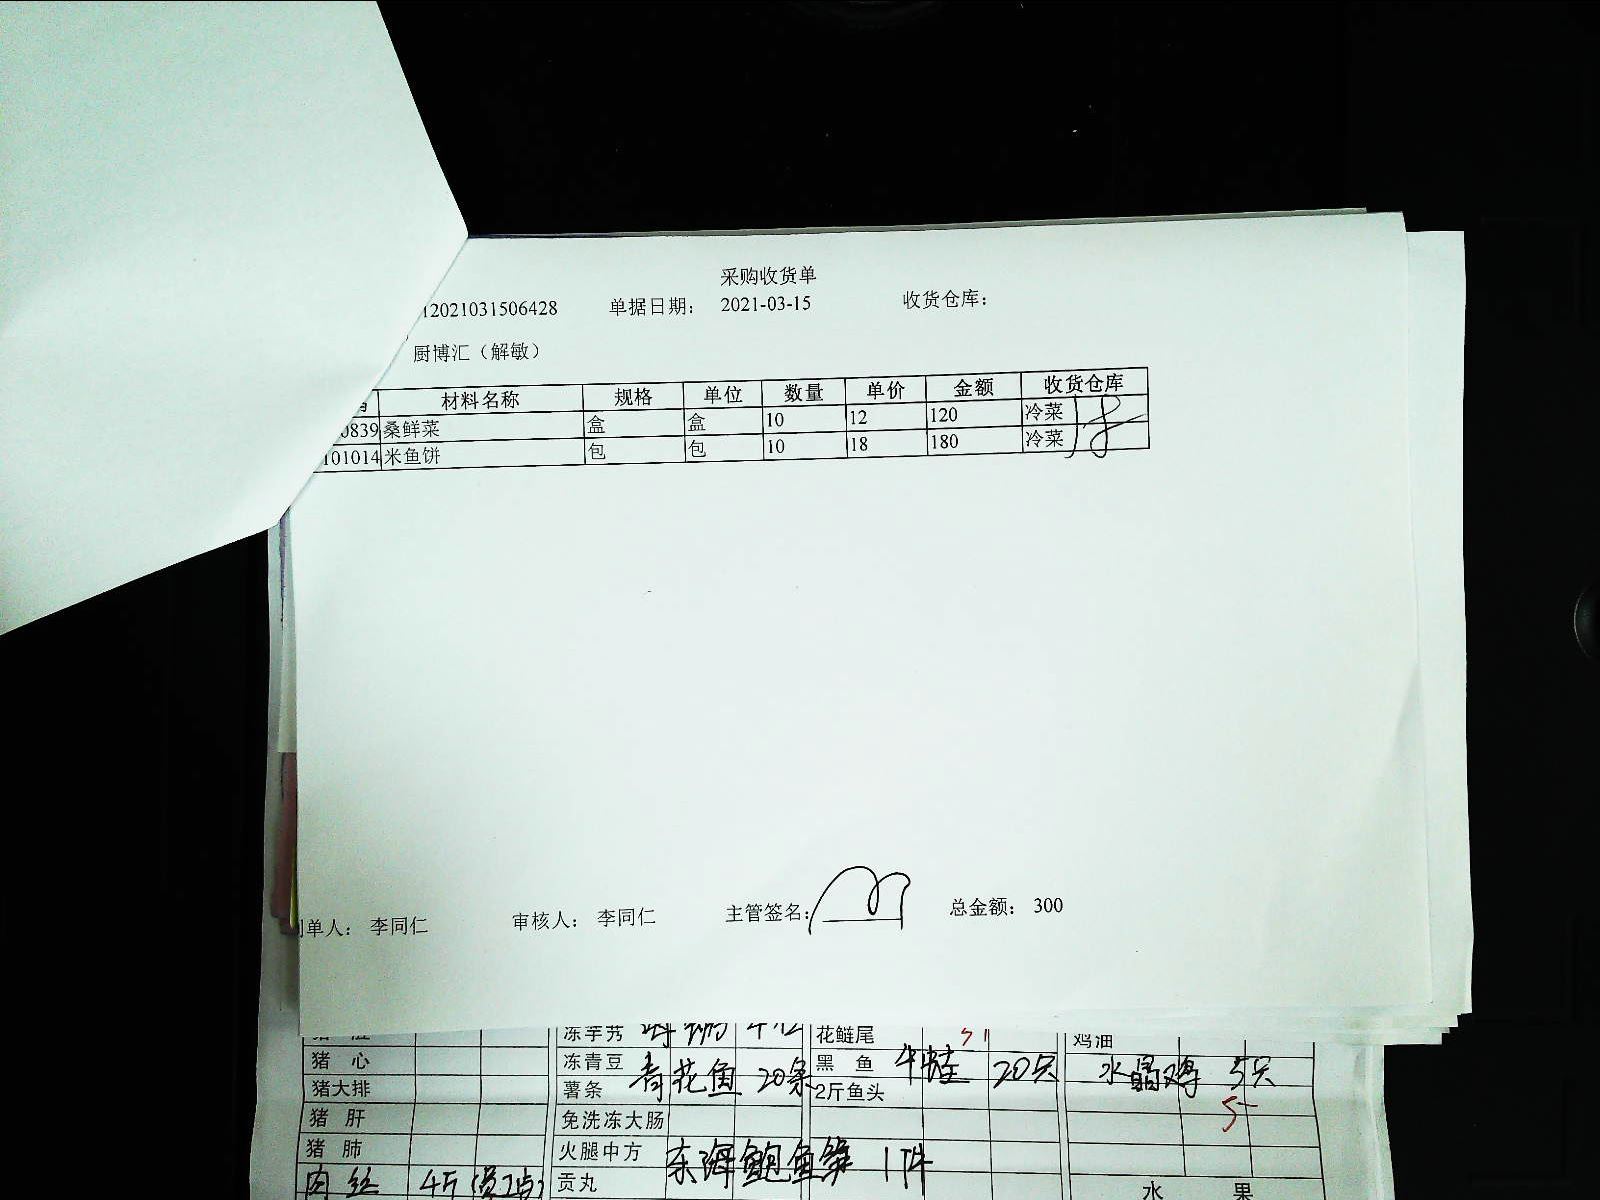 采购收货单
12021031506428 单据日期： 2021-03-15 收货仓库：
厨博汇（解敏）
材料名称 规格 单位 数量 单价 金额 收货仓库
0839 桑鲜菜 盒 盒 10 12 120 冷菜
101014 米鱼饼 包 包 10 18 180 冷菜
制单人： 李同仁 审核人： 李同仁 主管签名： 总金额： 300
冻芋艿 花鲢尾 鸡油
猪 心 冻青豆 青花鱼 20条 黑 鱼 牛蛙 20只 水晶鸡 5只
猪大排 薯条 2斤鱼头 5
猪 肝 免洗冻大肠
猪 肺 火腿中方 东海鲍鱼 1件
肉丝 4斤 贡丸 水 果